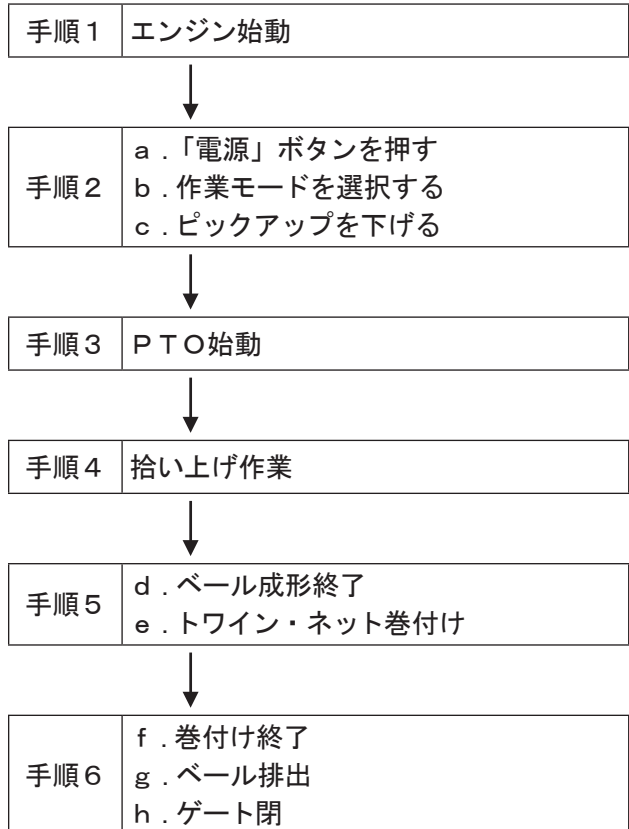 手順１ エンジン始動
ａ．「電源」ボタンを押す
手順２ ｂ．作業モードを選択する
ｃ．ピックアップを下げる
手順３ ＰＴＯ始動
手順４ 拾い上げ作業
手順５ ｄ．ベール成形終了
ｅ．トワイン・ネット巻付け
ｆ．巻付け終了
手順６ ｇ．ベール排出
ｈ．ゲート閉